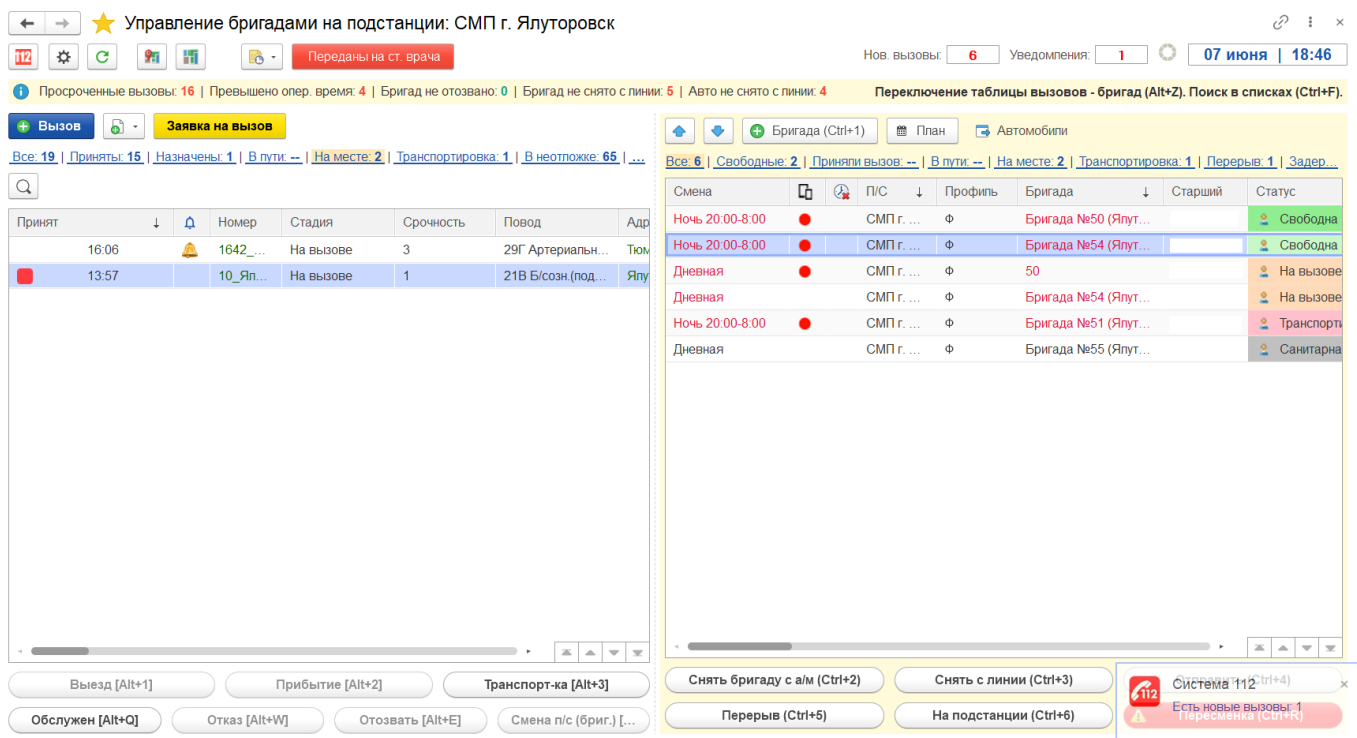 Управление бригадами на подстанции: СМП г. Ялуторовск
112 Переданы на ст. врача Нов. вызовы: 6 Уведомления: 1 07 июня | 18:46
Просроченные вызовы: 16 | Превышено опер. время: 4 | Бригад не отозвано: 0 | Бригад не снято с линии: 5 | Авто не снято с линии: 4 Переключение таблицы вызовов - бригад (Alt+Z). Поиск в списках (Ctrl+F).
Вызов Заявка на вызов
Все: 19 | Приняты: 15 | Назначены: 1 | В пути: -- | На месте: 2 | Транспортировка: 1 | В неотложке: 65 | ...
Принят ↓ Номер Стадия Срочность Повод Адр
16:06 1642_... На вызове 3 29Г Артериальн... Тюм
13:57 10_Ял... На вызове 1 21В Б/созн.(под... Ялу
Выезд [Alt+1] Прибытие [Alt+2] Транспорт-ка [Alt+3]
Обслужен [Alt+Q] Отказ [Alt+W] Отозвать [Alt+E] Смена п/с (бриг.) [...
Бригада (Ctrl+1) План Автомобили
Все: 6 | Свободные: 2 | Приняли вызов: -- | В пути: -- | На месте: 2 | Транспортировка: 1 | Перерыв: 1 | Задер...
Смена П/С ↓ Профиль Бригада ↓ Старший Статус
Ночь 20:00-8:00 СМП г. ... Ф Бригада №50 (Ялут... Свободна
Ночь 20:00-8:00 СМП г. ... Ф Бригада №54 (Ялут... Свободна
Дневная СМП г. ... Ф 50 На вызове
Дневная СМП г. ... Ф Бригада №54 (Ялут... На вызове
Ночь 20:00-8:00 СМП г. ... Ф Бригада №51 (Ялут... Транспорти
Дневная СМП г. ... Ф Бригада №55 (Ялут... Санитарна
Снять бригаду с а/м (Ctrl+2) Снять с линии (Ctrl+3) Отправить (Ctrl+4)
Перерыв (Ctrl+5) На подстанции (Ctrl+6) Пересменка (Ctrl+R)
112 Система 112
Есть новые вызовы: 1